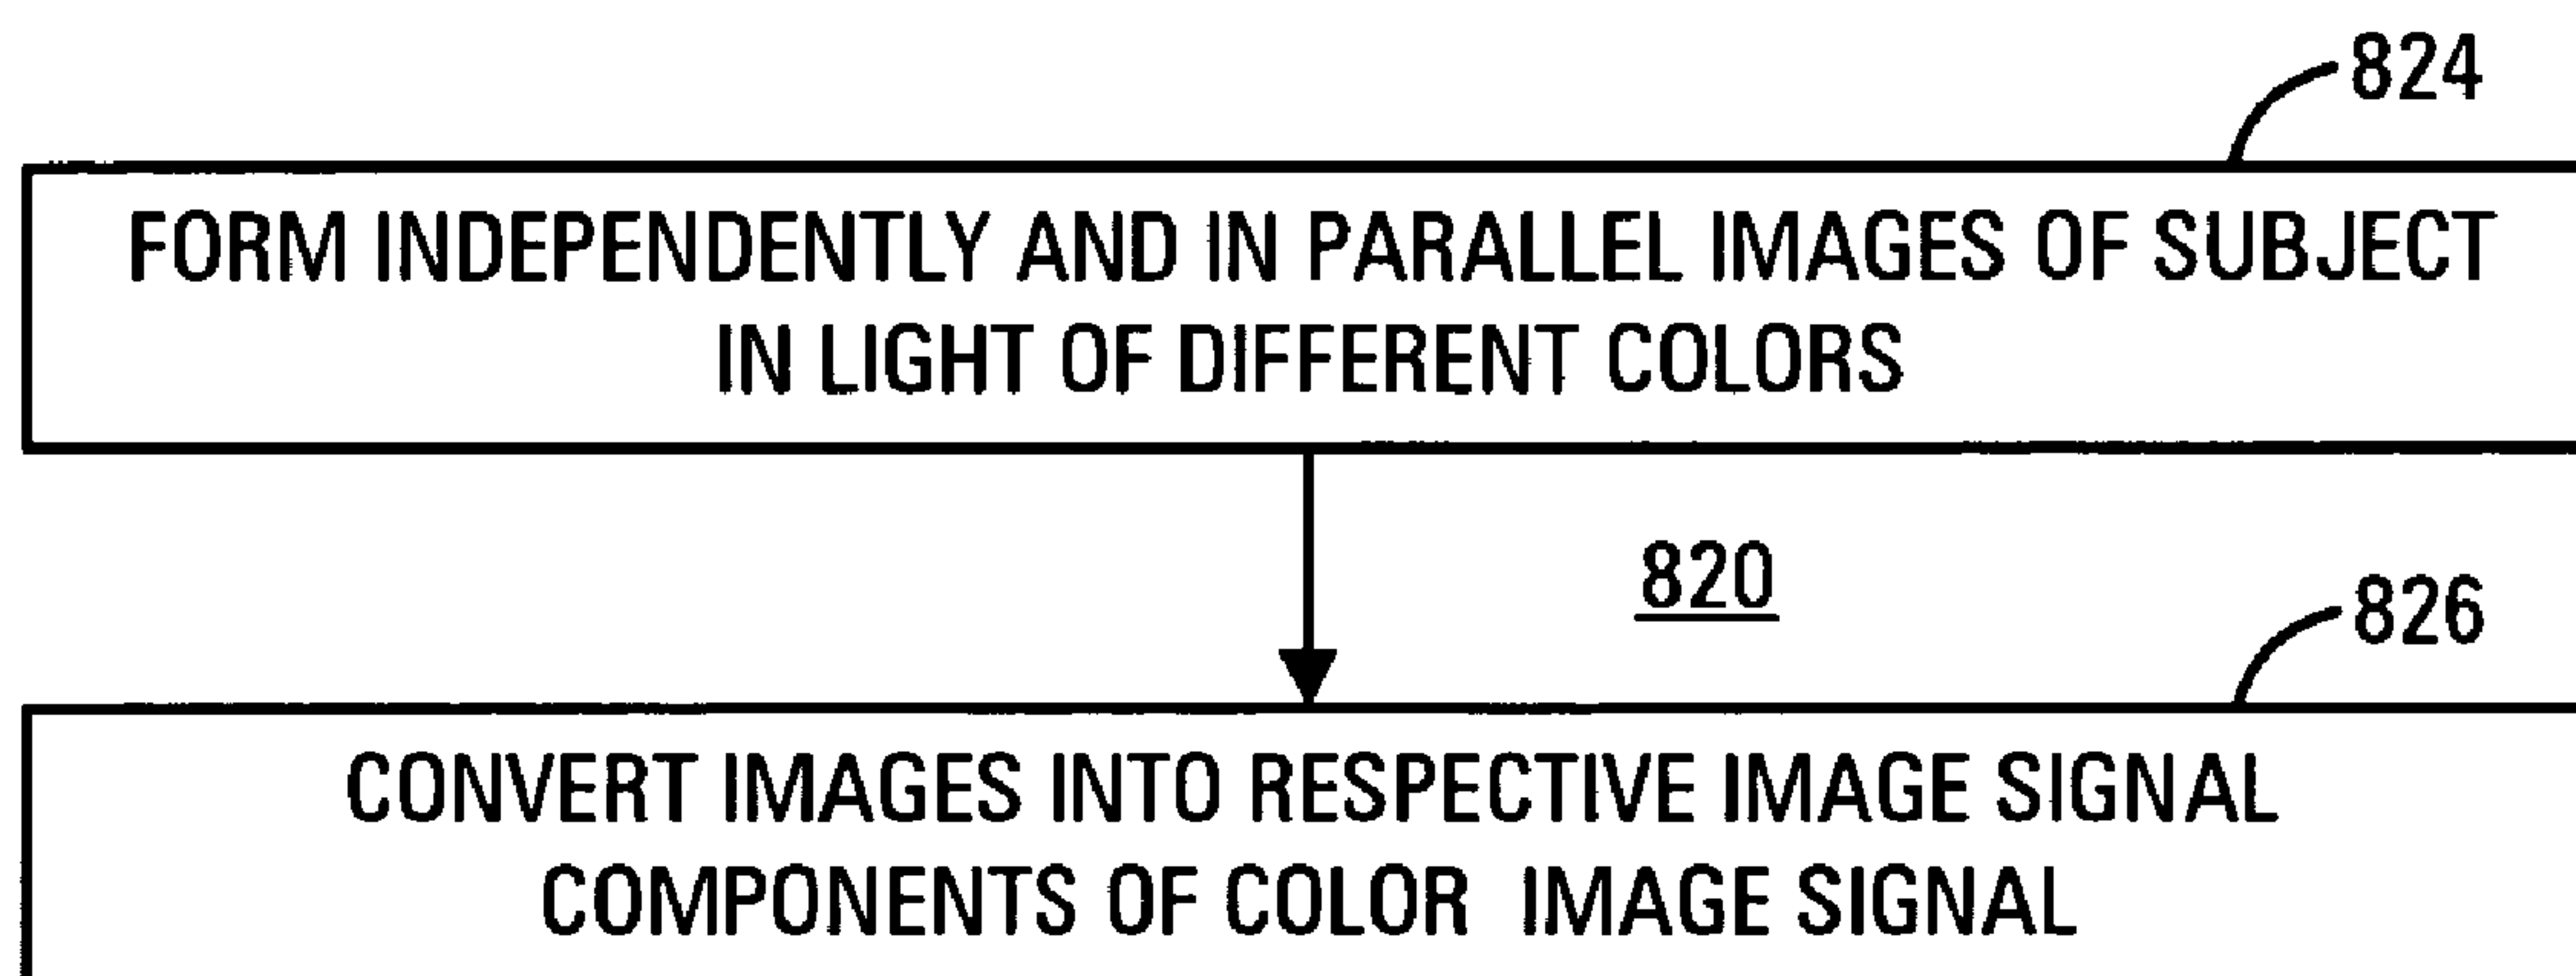 824
FORM INDEPENDENTLY AND IN PARALLEL IMAGES OF SUBJECT
IN LIGHT OF DIFFERENT COLORS
820
826
CONVERT IMAGES INTO RESPECTIVE IMAGE SIGNAL
COMPONENTS OF COLOR IMAGE SIGNAL